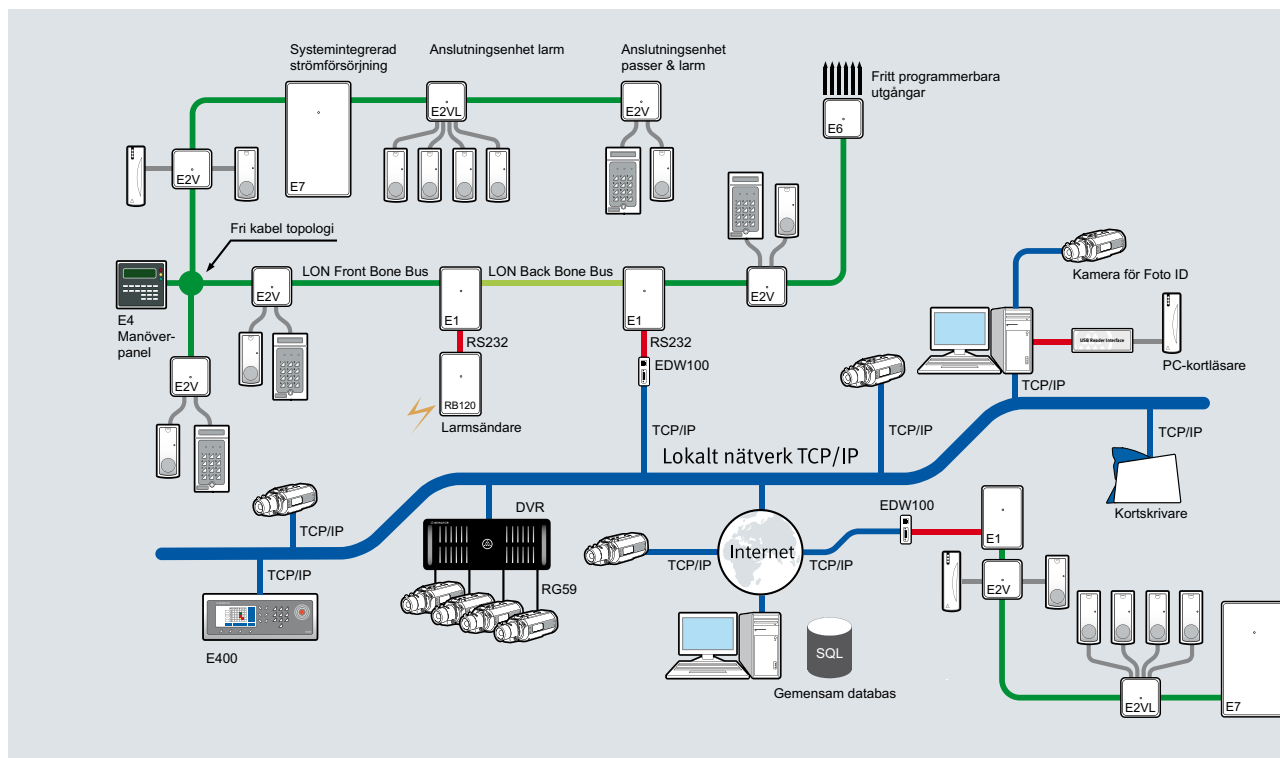 Systemintegrerad
strömförsörjning
Anslutningsenhet larm
Anslutningsenhet
passer & larm
Fritt programmerbara
utgångar
E2VL
E2V
E6
E2V
E7
Fri kabel topologi
LON Front Bone Bus
LON Back Bone Bus
Kamera för Foto ID
E2V
E2V
E4
Manöver-
panel
E1
E1
RS232
RS232
USB Reader Interface
EDW100
PC-kortläsare
E2V
TCP/IP
RB120
Larmsändare
TCP/IP
TCP/IP
TCP/IP
Lokalt nätverk TCP/IP
DVR
EDW100
Kortskrivare
TCP/IP
E1
Internet
TCP/IP
TCP/IP
TCP/IP
RG59
E2V
E400
SQL
Gemensam databas
E2VL
E7